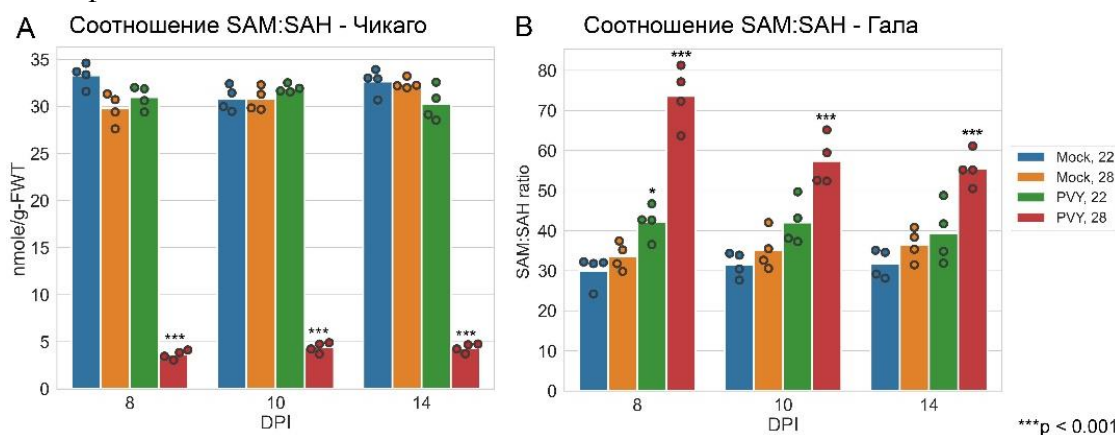 A Соотношение SAM:SAH - Чикаго
nmole/g-FWT
35
30
25
20
15
10
5
0
***
***
***
8 10 14
DPI
B Соотношение SAM:SAH - Гала
SAM:SAH ratio
80
70
60
50
40
30
20
10
0
***
*
***
***
8 10 14
DPI
Mock, 22
Mock, 28
PVY, 22
PVY, 28
***p < 0.001